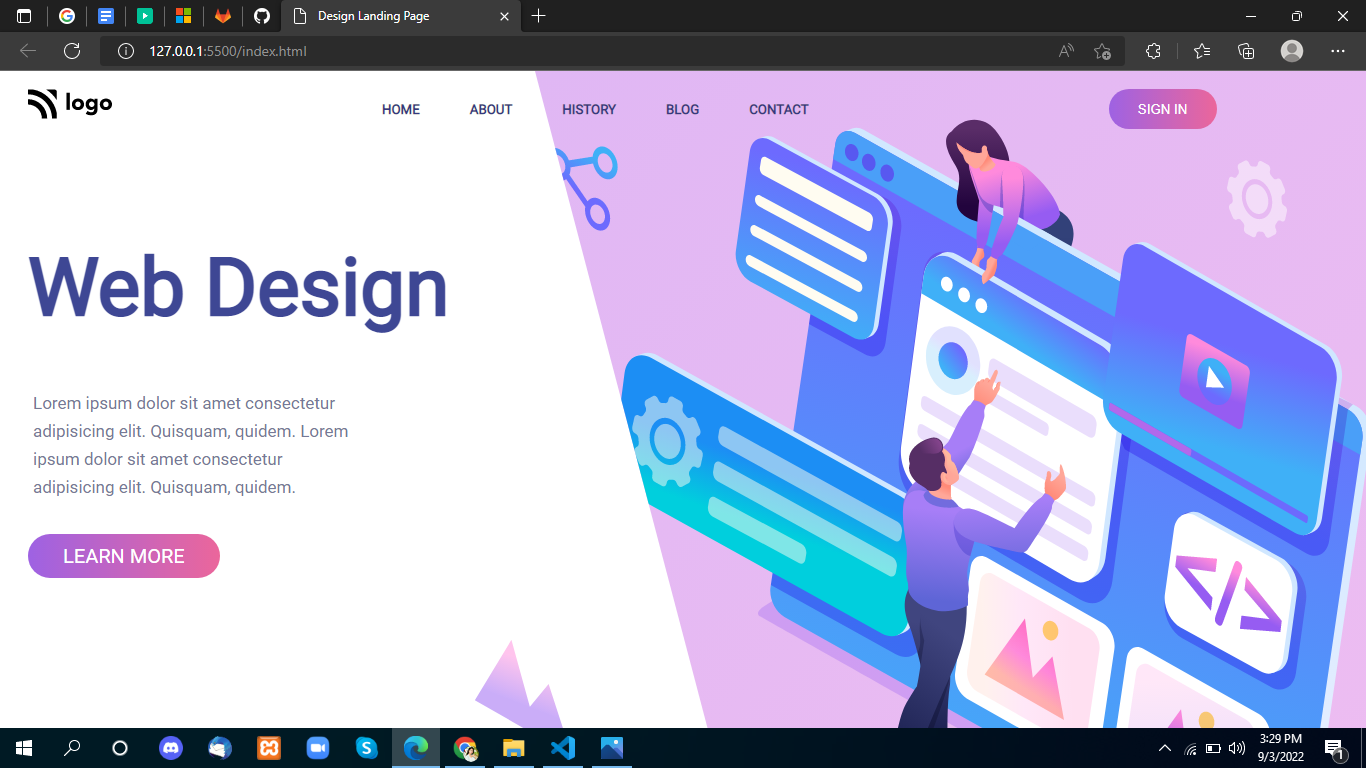 Design Landing Page
127.0.0.1:5500/index.html
logo
HOME ABOUT HISTORY BLOG CONTACT SIGN IN
Web Design
Lorem ipsum dolor sit amet consectetur
adipisicing elit. Quisquam, quidem. Lorem
ipsum dolor sit amet consectetur
adipisicing elit. Quisquam, quidem.
LEARN MORE
</>
3:29 PM
9/3/2022
1